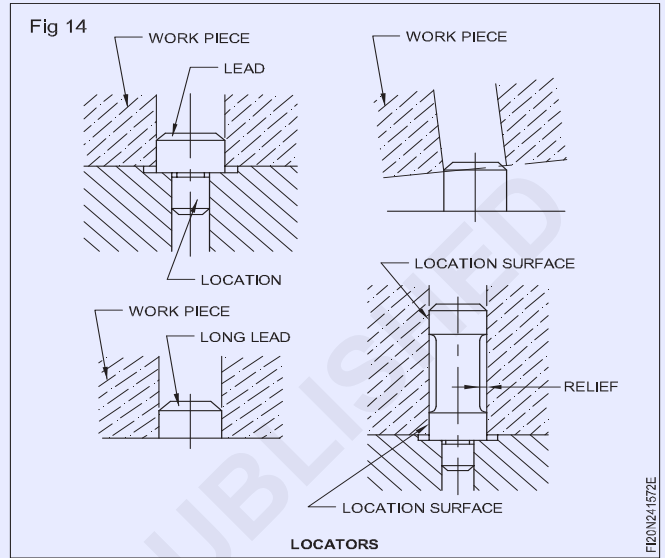 Fig 14
WORK PIECE
LEAD
LOCATION
WORK PIECE
WORK PIECE
LONG LEAD
LOCATION SURFACE
RELIEF
LOCATION SURFACE
LOCATORS
FI20N241572E
UBLISHED